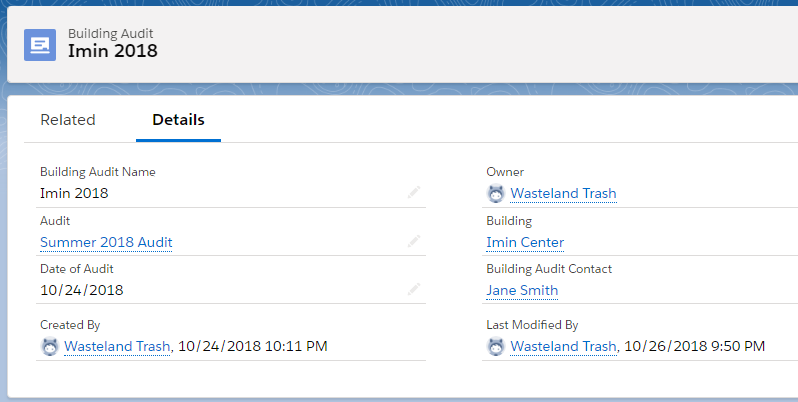 Building Audit
Imin 2018
Related Details
Building Audit Name
Imin 2018
Owner
Wasteland Trash
Audit
Summer 2018 Audit
Building
Imin Center
Date of Audit
10/24/2018
Building Audit Contact
Jane Smith
Created By
Wasteland Trash, 10/24/2018 10:11 PM
Last Modified By
Wasteland Trash, 10/26/2018 9:50 PM